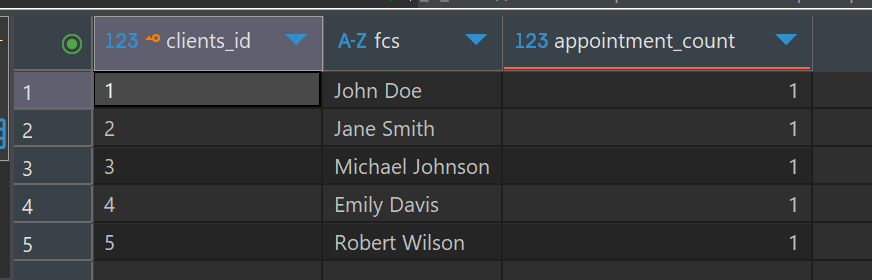 123 clients_id A-Z fcs 123 appointment_count
1 1 John Doe 1
2 2 Jane Smith 1
3 3 Michael Johnson 1
4 4 Emily Davis 1
5 5 Robert Wilson 1